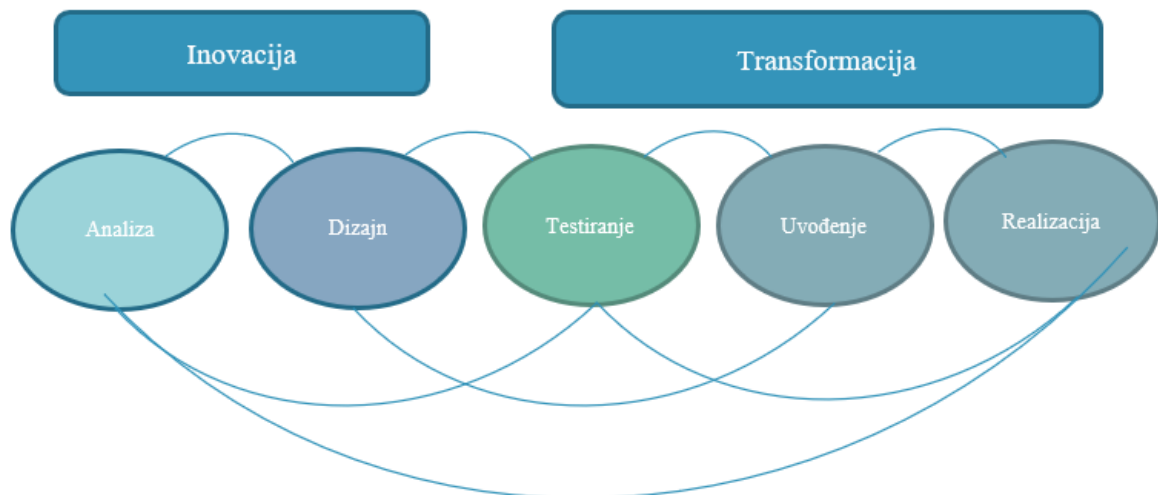 Inovacija
Transformacija
Analiza
Dizajn
Testiranje
Uvođenje
Realizacija